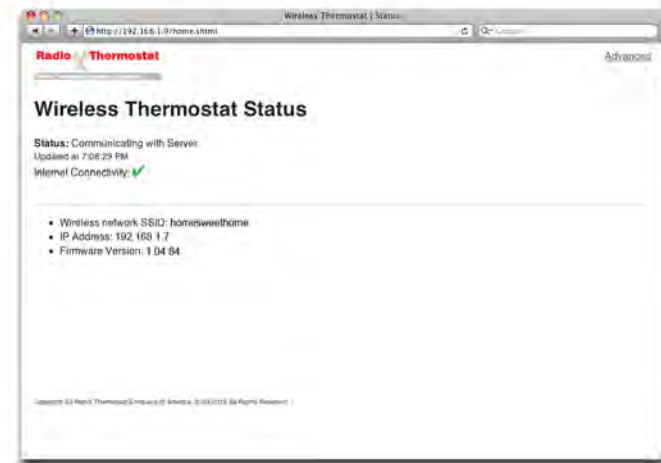 Wireless Thermostat | Status
http://192.168.1.9/home.shtml
Radio Thermostat
Advanced
Wireless Thermostat Status
Status: Communicating with Server
Updated at 7:08:29 PM
Internet Connectivity:
• Wireless network SSID: homesweethome
• IP Address: 192.168.1.7
• Firmware Version: 1.04.84